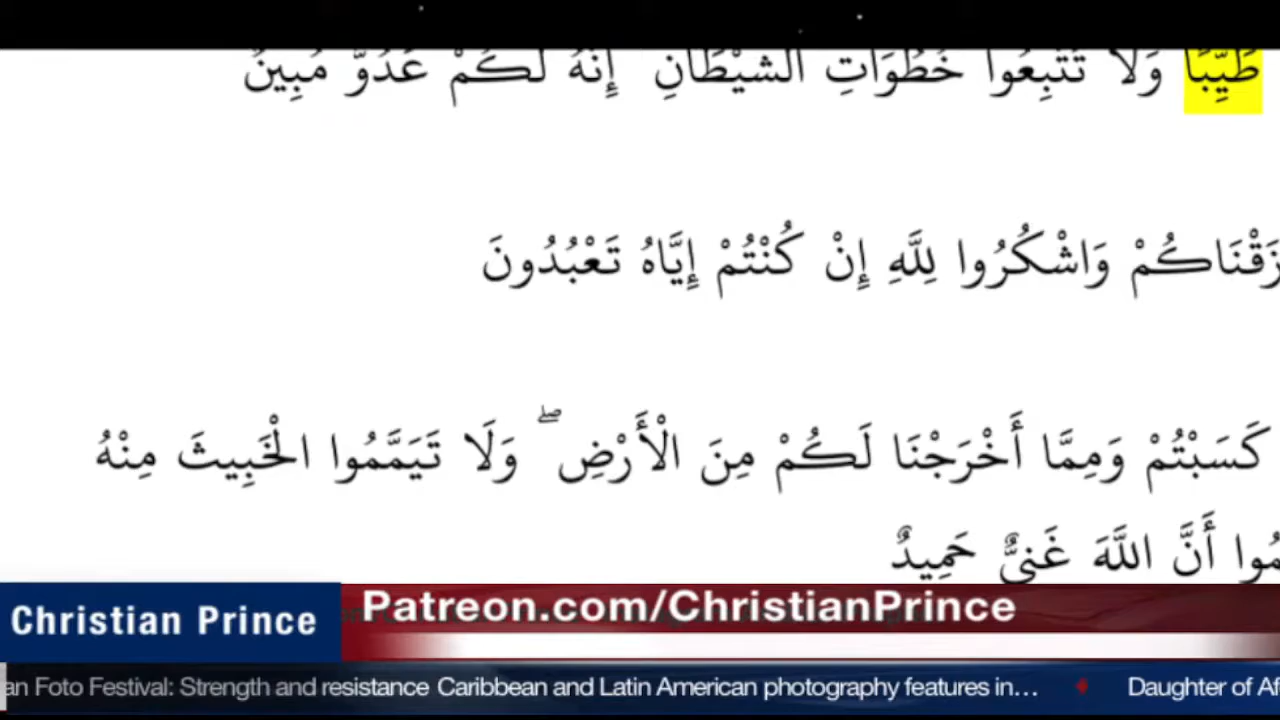 طَيِّبًا وَلَا تَتَّبِعُوا خُطُوَاتِ الشَّيْطَانِ إِنَّهُ لَكُمْ عَدُوٌّ مُبِينٌ
زَقْنَاكُمْ وَاشْكُرُوا لِلَّهِ إِنْ كُنْتُمْ إِيَّاهُ تَعْبُدُونَ
كَسَبْتُمْ وَمِمَّا أَخْرَجْنَا لَكُمْ مِنَ الْأَرْضِ ۖ وَلَا تَيَمَّمُوا الْخَبِيثَ مِنْهُ
مُوا أَنَّ اللَّهَ غَنِيٌّ حَمِيدٌ
Christian Prince
Patreon.com/ChristianPrince
an Foto Festival: Strength and resistance Caribbean and Latin American photography features in… ♦ Daughter of Af